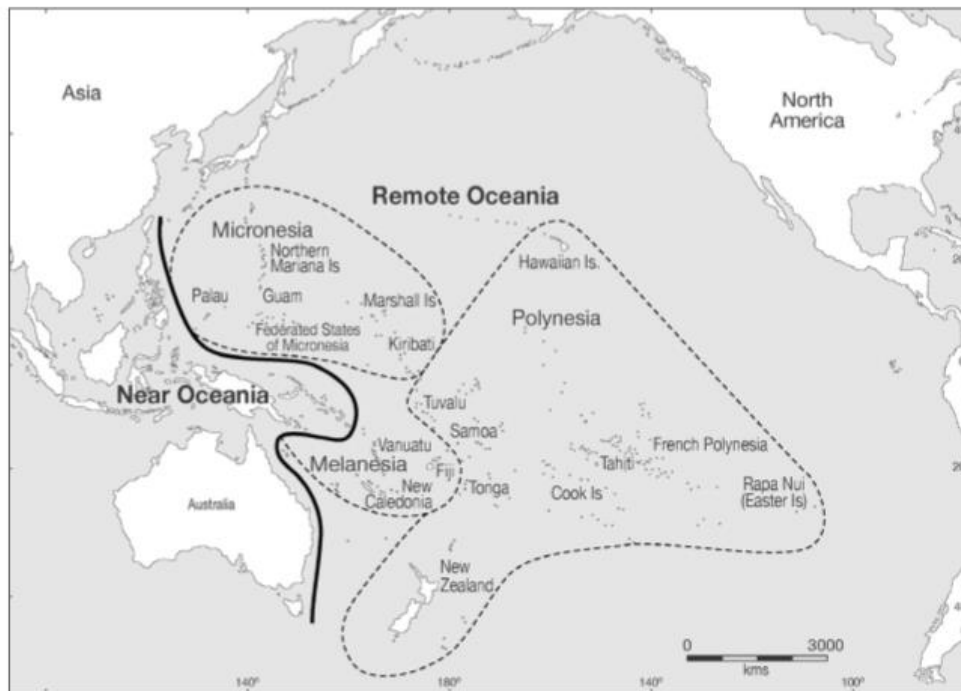 Asia
North
America
Remote Oceania
Micronesia
Northern
Mariana Is
Hawaiian Is.
Palau
Guam
Marshall Is
Polynesia
Federated States
of Micronesia
Kiribati
Near Oceania
Tuvalu
Samoa
Vanuatu
French Polynesia
Melanesia
Fiji
Tahiti
New
Caledonia
Tonga
Cook Is
Rapa Nui
(Easter Is)
Australia
New
Zealand
0 3000
kms
20
20
140° 180° 140° 100°